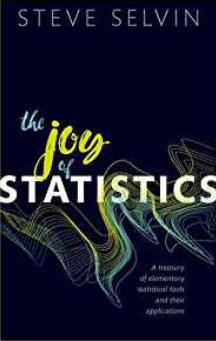 STEVE SELVIN
the
joy
of
STATISTICS
A treasury
of elementary
statistical tools
and their
applications